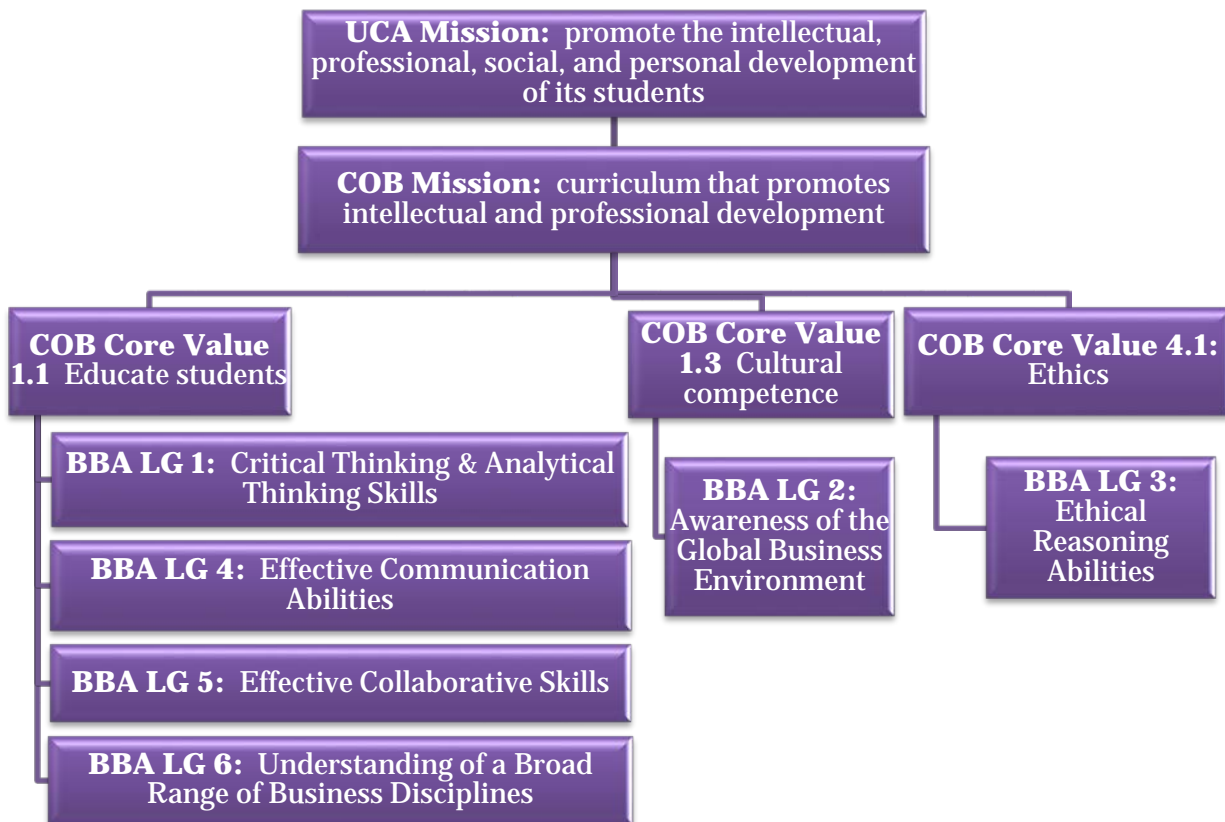 UCA Mission: promote the intellectual,
professional, social, and personal development
of its students
COB Mission: curriculum that promotes
intellectual and professional development
COB Core Value
1.1 Educate students
BBA LG 1: Critical Thinking & Analytical
Thinking Skills
BBA LG 4: Effective Communication
Abilities
BBA LG 5: Effective Collaborative Skills
BBA LG 6: Understanding of a Broad
Range of Business Disciplines
COB Core Value
1.3 Cultural
competence
BBA LG 2:
Awareness of the
Global Business
Environment
COB Core Value 4.1:
Ethics
BBA LG 3:
Ethical
Reasoning
Abilities